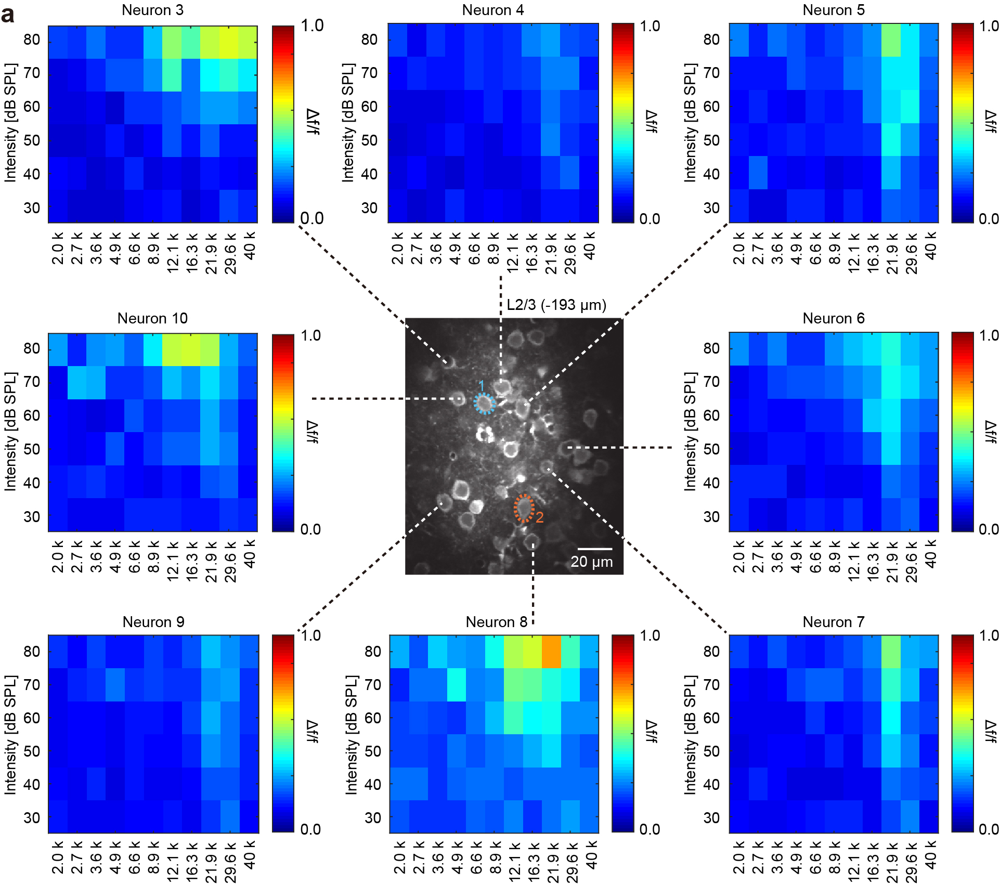 a
Neuron 3
Intensity [dB SPL]
80
70
60
50
40
30
2.0 k
2.7 k
3.6 k
4.9 k
6.6 k
8.9 k
12.1 k
16.3 k
21.9 k
29.6 k
40 k
1.0
Δf/f
0.0
Neuron 4
Intensity [dB SPL]
80
70
60
50
40
30
2.0 k
2.7 k
3.6 k
4.9 k
6.6 k
8.9 k
12.1 k
16.3 k
21.9 k
29.6 k
40 k
1.0
Δf/f
0.0
Neuron 5
Intensity [dB SPL]
80
70
60
50
40
30
2.0 k
2.7 k
3.6 k
4.9 k
6.6 k
8.9 k
12.1 k
16.3 k
21.9 k
29.6 k
40 k
1.0
Δf/f
0.0
Neuron 10
Intensity [dB SPL]
80
70
60
50
40
30
2.0 k
2.7 k
3.6 k
4.9 k
6.6 k
8.9 k
12.1 k
16.3 k
21.9 k
29.6 k
40 k
1.0
Δf/f
0.0
L2/3 (-193 µm)
1
2
20 µm
Neuron 6
Intensity [dB SPL]
80
70
60
50
40
30
2.0 k
2.7 k
3.6 k
4.9 k
6.6 k
8.9 k
12.1 k
16.3 k
21.9 k
29.6 k
40 k
1.0
Δf/f
0.0
Neuron 9
Intensity [dB SPL]
80
70
60
50
40
30
2.0 k
2.7 k
3.6 k
4.9 k
6.6 k
8.9 k
12.1 k
16.3 k
21.9 k
29.6 k
40 k
1.0
Δf/f
0.0
Neuron 8
Intensity [dB SPL]
80
70
60
50
40
30
2.0 k
2.7 k
3.6 k
4.9 k
6.6 k
8.9 k
12.1 k
16.3 k
21.9 k
29.6 k
40 k
1.0
Δf/f
0.0
Neuron 7
Intensity [dB SPL]
80
70
60
50
40
30
2.0 k
2.7 k
3.6 k
4.9 k
6.6 k
8.9 k
12.1 k
16.3 k
21.9 k
29.6 k
40 k
1.0
Δf/f
0.0